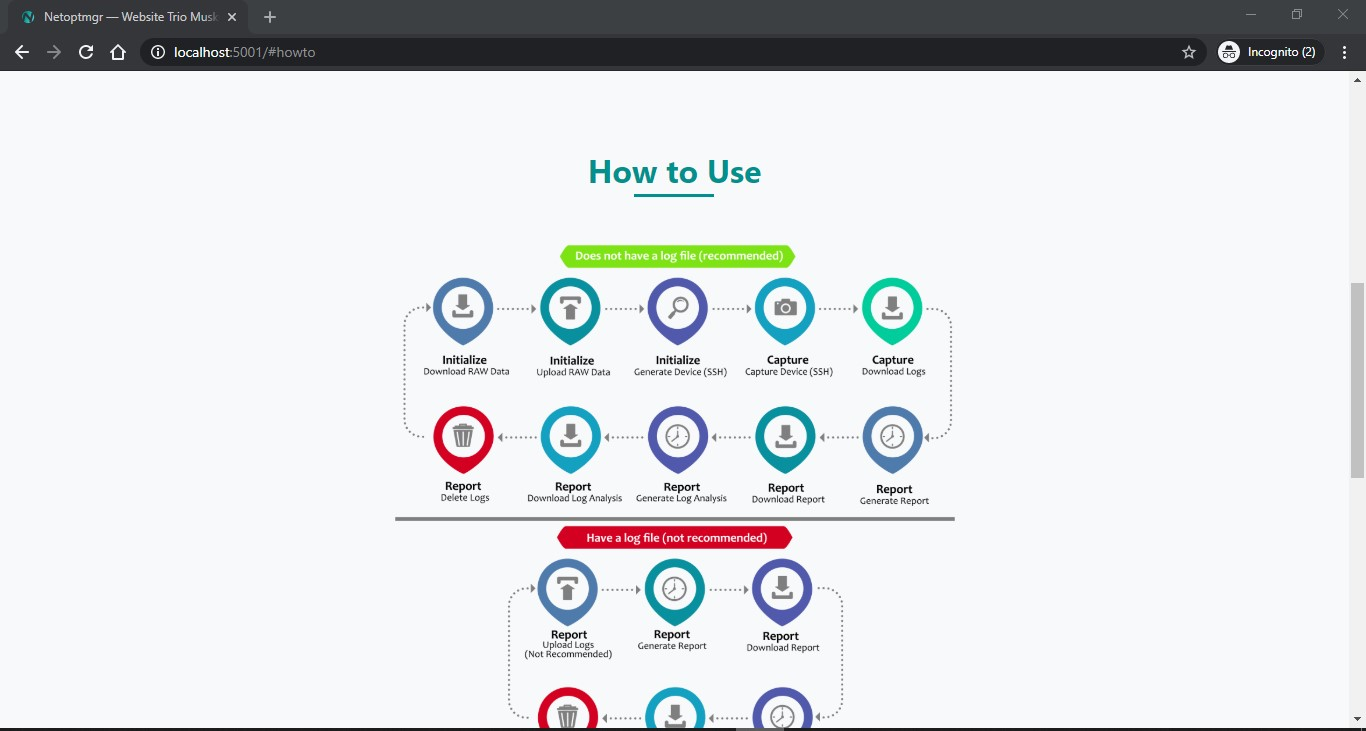 Netoptmgr — Website Trio Musk
localhost:5001/#howto
Incognito (2)
How to Use
Does not have a log file (recommended)
Initialize
Download RAW Data
Initialize
Upload RAW Data
Initialize
Generate Device (SSH)
Capture
Capture Device (SSH)
Capture
Download Logs
Report
Delete Logs
Report
Download Log Analysis
Report
Generate Log Analysis
Report
Download Report
Report
Generate Report
Have a log file (not recommended)
Report
Upload Logs
(Not Recommended)
Report
Generate Report
Report
Download Report